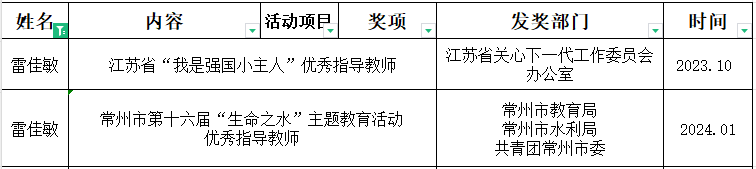 姓名 内容 活动项目 奖项 发奖部门 时间
雷佳敏 江苏省“我是强国小主人”优秀指导教师 江苏省关心下一代工作委员会
办公室 2023.10
雷佳敏 常州市第十六届“生命之水”主题教育活动
优秀指导教师 常州市教育局
常州市水利局
共青团常州市委 2024.01